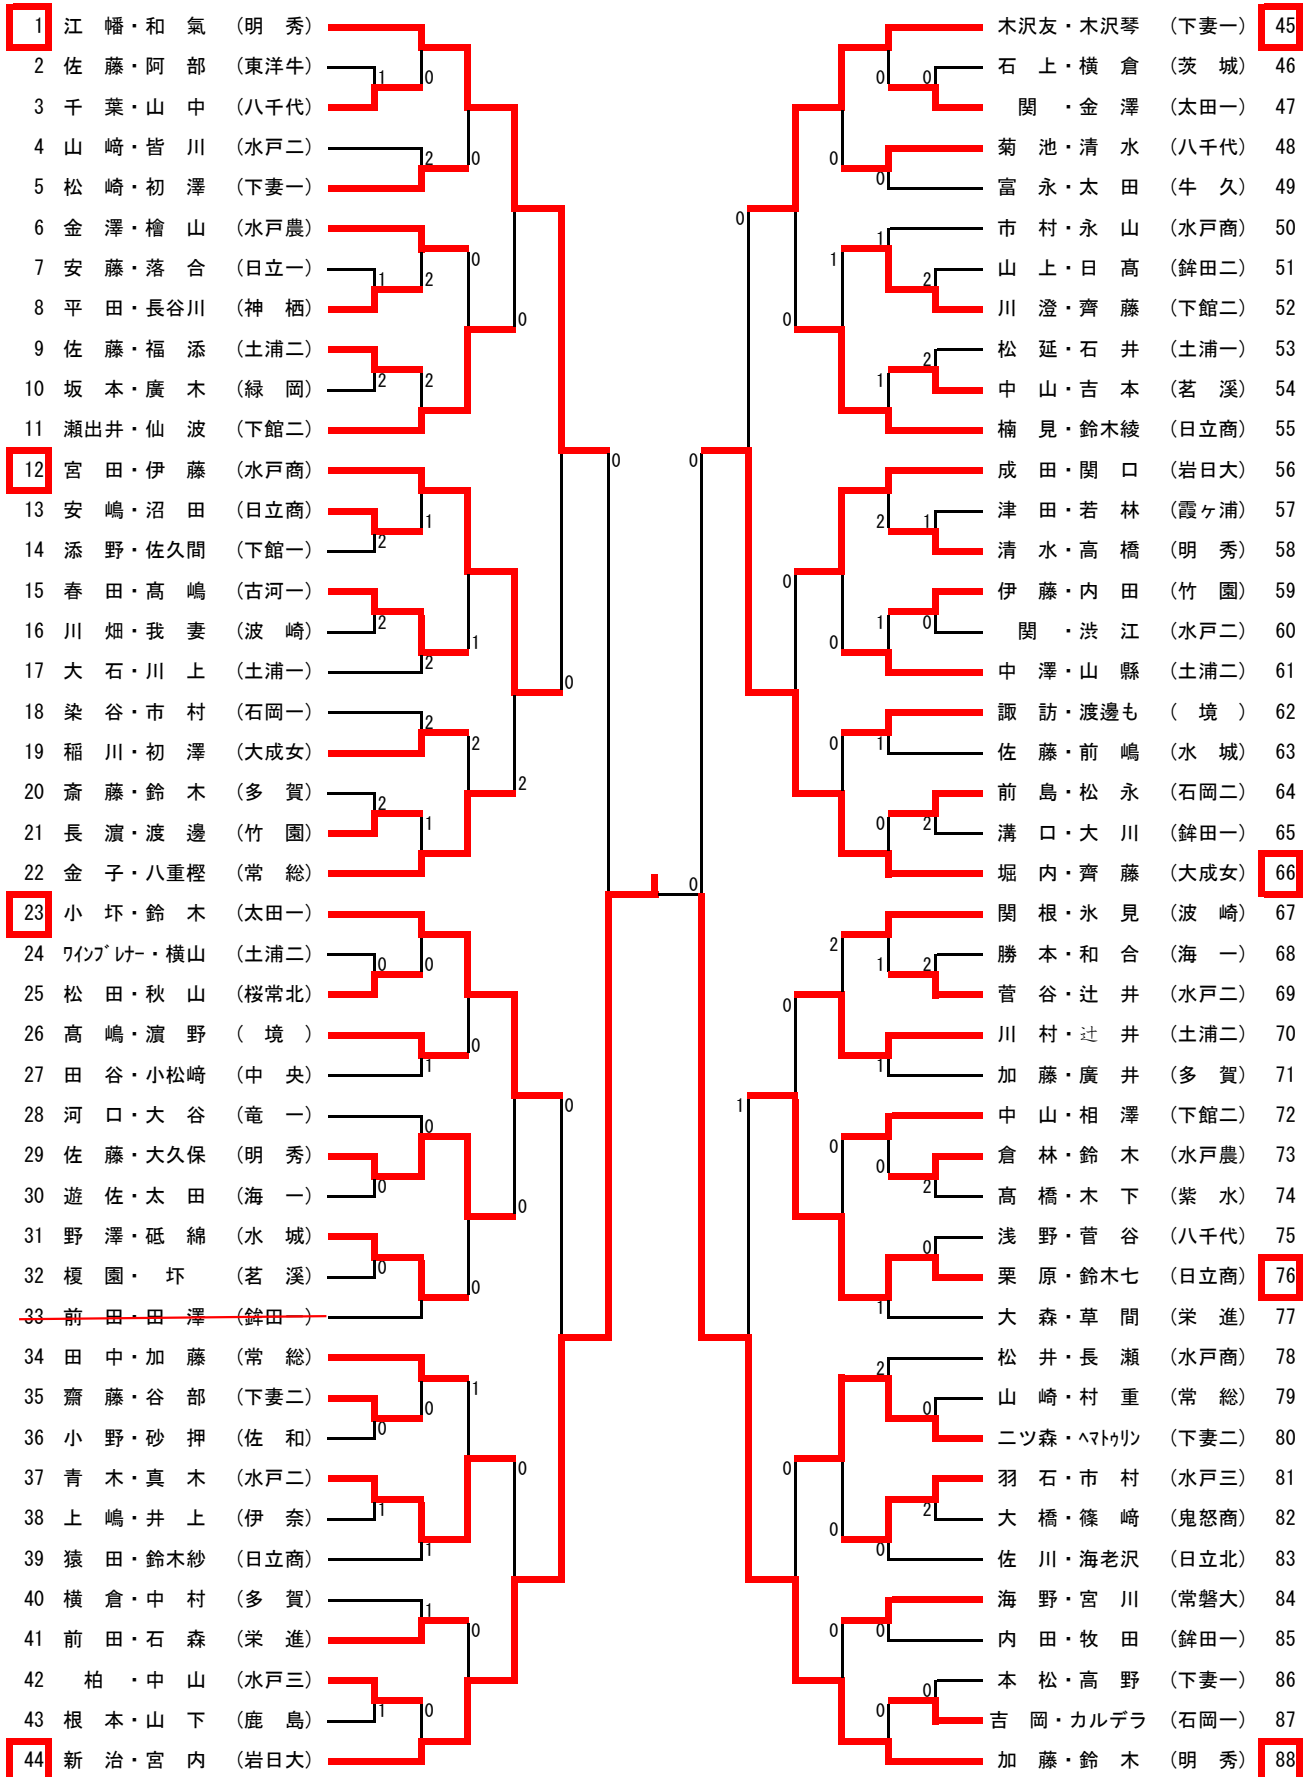 1 江 幡・和 氣 (明 秀)
2 佐 藤・阿 部 (東洋牛)
3 千 葉・山 中 (八千代)
4 山 﨑・皆 川 (水戸二)
5 松 崎・初 澤 (下妻一)
6 金 澤・檜 山 (水戸農)
7 安 藤・落 合 (日立一)
8 平 田・長谷川 (神 栖)
9 佐 藤・福 添 (土浦二)
10 坂 本・廣 木 (緑 岡)
11 瀬出井・仙 波 (下館二)
12 宮 田・伊 藤 (水戸商)
13 安 嶋・沼 田 (日立商)
14 添 野・佐久間 (下館一)
15 春 田・髙 嶋 (古河一)
16 川 畑・我 妻 (波 崎)
17 大 石・川 上 (土浦一)
18 染 谷・市 村 (石岡一)
19 稲 川・初 澤 (大成女)
20 斎 藤・鈴 木 (多 賀)
21 長 濵・渡 邊 (竹 園)
22 金 子・八重樫 (常 総)
23 小 圷・鈴 木 (太田一)
24 ワインブレナー・横山 (土浦二)
25 松 田・秋 山 (桜常北)
26 髙 嶋・濵 野 ( 境 )
27 田 谷・小松﨑 (中 央)
28 河 口・大 谷 (竜 一)
29 佐 藤・大久保 (明 秀)
30 遊 佐・太 田 (海 一)
31 野 澤・砥 綿 (水 城)
32 榎 園・ 圷 (茗 溪)
33 前 田・田 澤 (鉾田一)
34 田 中・加 藤 (常 総)
35 齋 藤・谷 部 (下妻二)
36 小 野・砂 押 (佐 和)
37 青 木・真 木 (水戸二)
38 上 嶋・井 上 (伊 奈)
39 猿 田・鈴木紗 (日立商)
40 横 倉・中 村 (多 賀)
41 前 田・石 森 (栄 進)
42 柏 ・中 山 (水戸三)
43 根 本・山 下 (鹿 島)
44 新 治・宮 内 (岩日大)
木沢友・木沢琴 (下妻一) 45
石 上・横 倉 (茨 城) 46
関 ・金 澤 (太田一) 47
菊 池・清 水 (八千代) 48
富 永・太 田 (牛 久) 49
市 村・永 山 (水戸商) 50
山 上・日 髙 (鉾田二) 51
川 澄・齊 藤 (下館二) 52
松 延・石 井 (土浦一) 53
中 山・吉 本 (茗 溪) 54
楠 見・鈴木綾 (日立商) 55
成 田・関 口 (岩日大) 56
津 田・若 林 (霞ヶ浦) 57
清 水・高 橋 (明 秀) 58
伊 藤・内 田 (竹 園) 59
関 ・渋 江 (水戸二) 60
中 澤・山 縣 (土浦二) 61
諏 訪・渡邊も ( 境 ) 62
佐 藤・前 嶋 (水 城) 63
前 島・松 永 (石岡二) 64
溝 口・大 川 (鉾田一) 65
堀 内・齊 藤 (大成女) 66
関 根・氷 見 (波 崎) 67
勝 本・和 合 (海 一) 68
菅 谷・辻 井 (水戸二) 69
川 村・辻 井 (土浦二) 70
加 藤・廣 井 (多 賀) 71
中 山・相 澤 (下館二) 72
倉 林・鈴 木 (水戸農) 73
髙 橋・木 下 (紫 水) 74
浅 野・菅 谷 (八千代) 75
栗 原・鈴木七 (日立商) 76
大 森・草 間 (栄 進) 77
松 井・長 瀬 (水戸商) 78
山 崎・村 重 (常 総) 79
二ツ森・ヘマトゥリン (下妻二) 80
羽 石・市 村 (水戸三) 81
大 橋・篠 﨑 (鬼怒商) 82
佐 川・海老沢 (日立北) 83
海 野・宮 川 (常磐大) 84
内 田・牧 田 (鉾田一) 85
本 松・高 野 (下妻一) 86
吉 岡・カルデラ (石岡一) 87
加 藤・鈴 木 (明 秀) 88